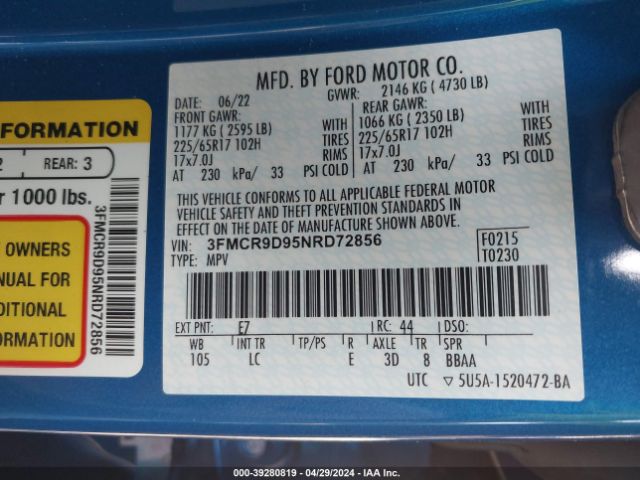 MFD. BY FORD MOTOR CO.
DATE: 06/22 GVWR: 2146 KG ( 4730 LB)
FRONT GAWR: REAR GAWR:
1177 KG ( 2595 LB) WITH 1066 KG ( 2350 LB) WITH
225/65R17 102H TIRES 225/65R17 102H TIRES
17x7.0J RIMS 17x7.0J RIMS
AT 230 kPa/ 33 PSI COLD AT 230 kPa/ 33 PSI COLD
THIS VEHICLE CONFORMS TO ALL APPLICABLE FEDERAL MOTOR
VEHICLE SAFETY AND THEFT PREVENTION STANDARDS IN
EFFECT ON THE DATE OF MANUFACTURE SHOWN ABOVE.
VIN: 3FMCR9D95NRD72856
TYPE: MPV
F0215
T0230
EXT PNT: E7 RC: 44 DSO:
WB INT TR TP/PS R AXLE TR SPR
105 LC E 3D 8 BBAA
UTC ▽ 5U5A-1520472-BA
FORMATION
2 REAR: 3
r 1000 lbs.
OWNERS
NUAL FOR
DITIONAL
ORMATION
3FMCR9D95NRD72856
000-39280819 - 04/29/2024 - IAA Inc.